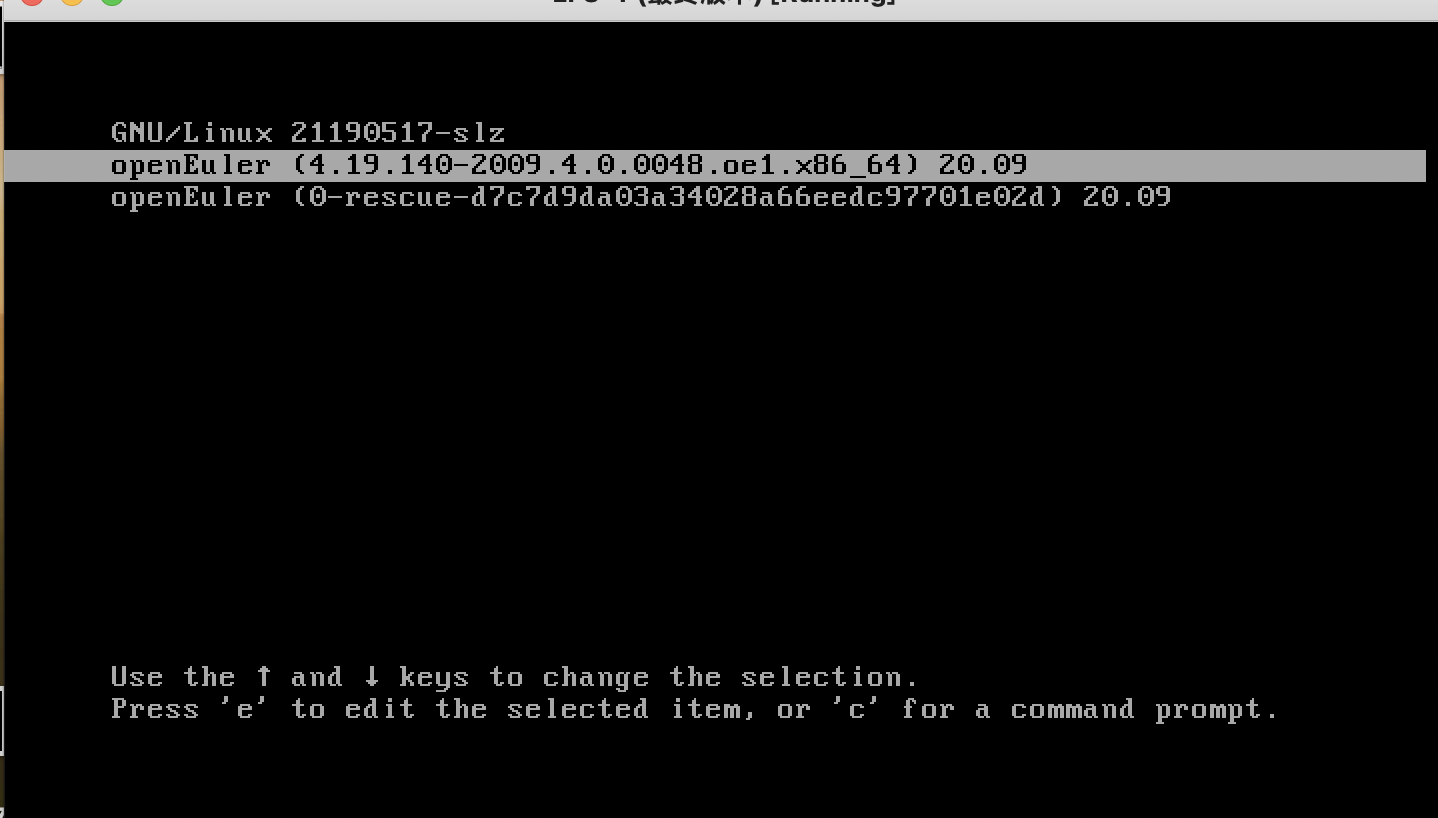 GNU/Linux 21190517-slz
openEuler (4.19.140-2009.4.0.0048.oe1.x86_64) 20.09
openEuler (0-rescue-d7c7d9da03a34028a66eedc97701e02d) 20.09
Use the ↑ and ↓ keys to change the selection.
Press 'e' to edit the selected item, or 'c' for a command prompt.